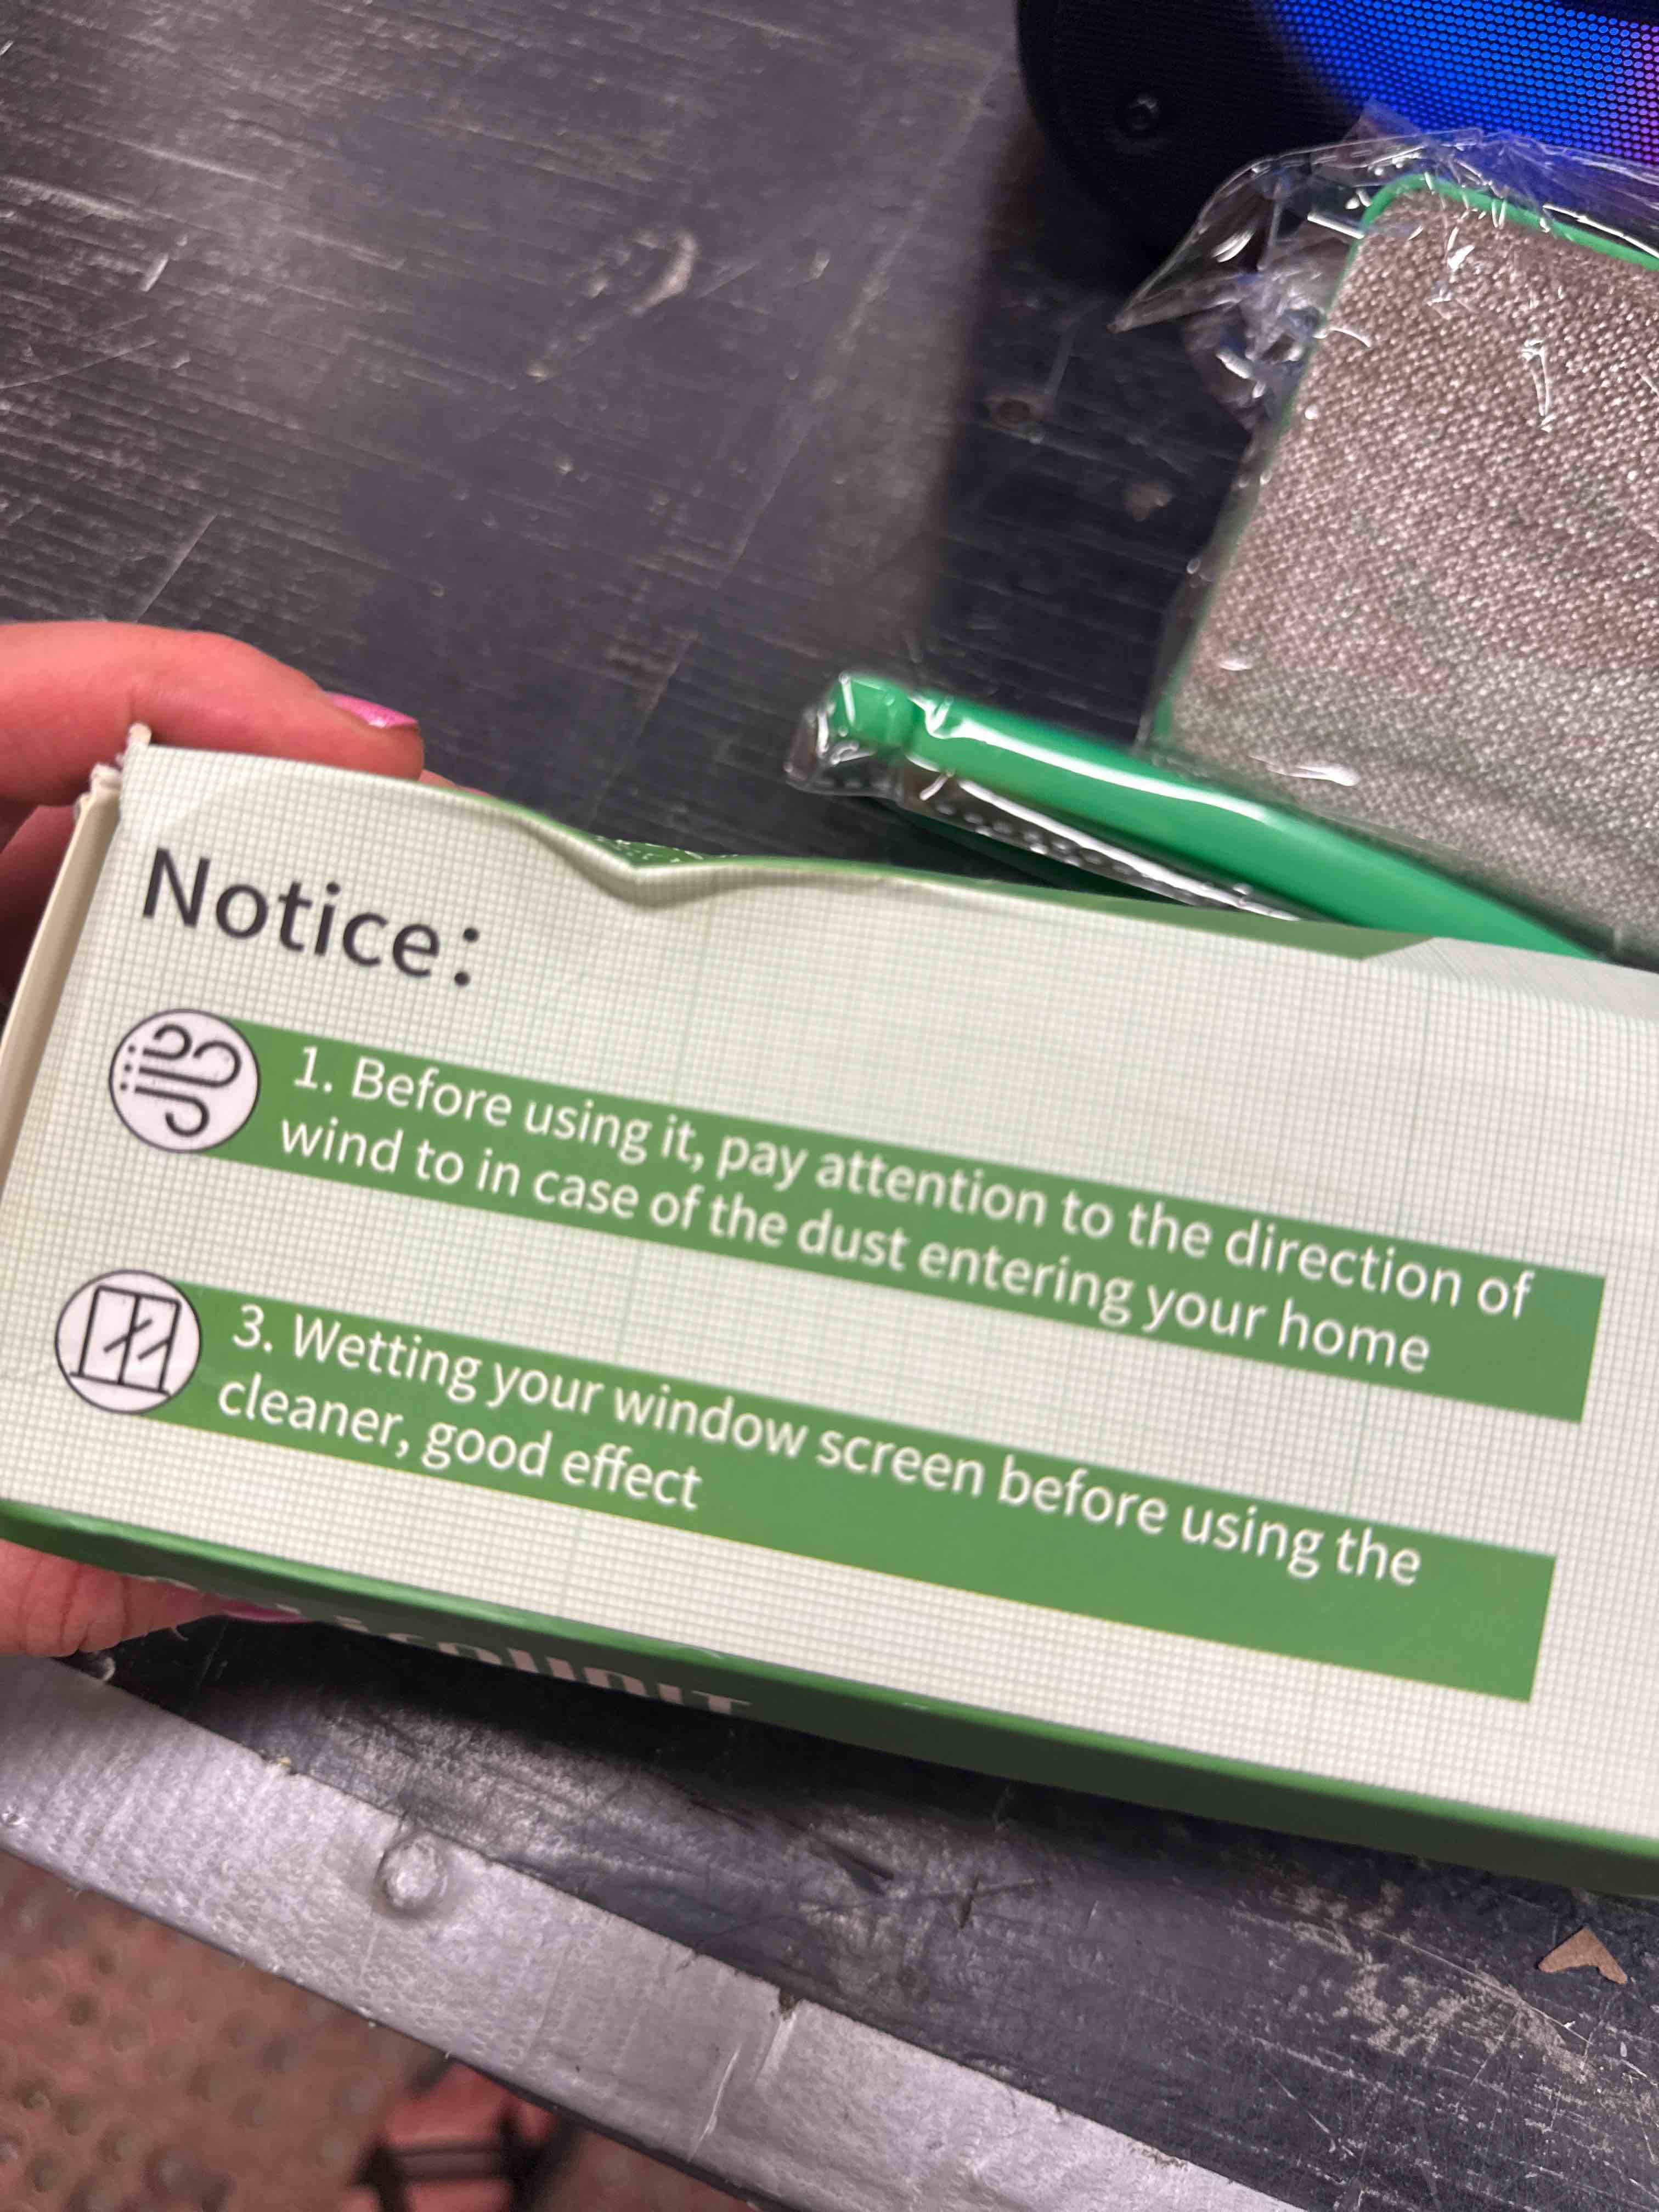 Notice:
1. Before using it, pay attention to the direction of
wind to in case of the dust entering your home
3. Wetting your window screen before using the
cleaner, good effect